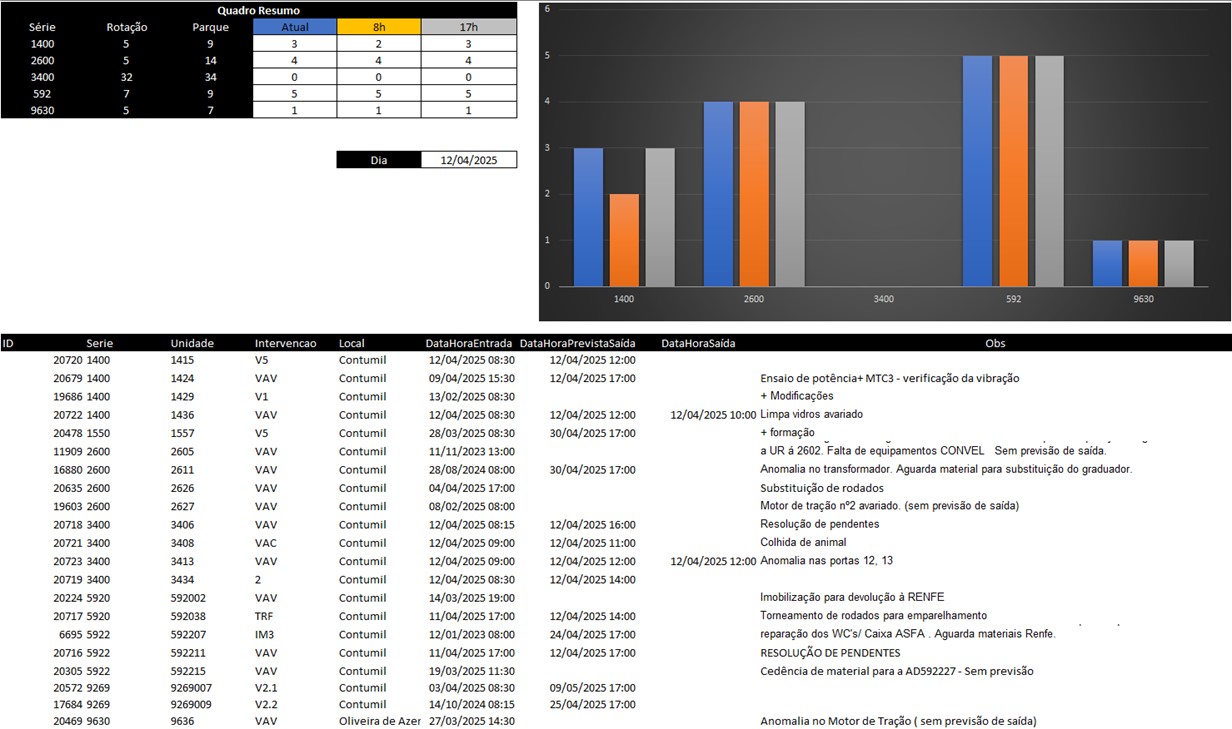 Quadro Resumo
Série Rotação Parque Atual 8h 17h
1400 5 9 3 2 3
2600 5 14 4 4 4
3400 32 34 0 0 0
592 7 9 5 5 5
9630 5 7 1 1 1
Dia 12/04/2025
6
5
4
3
2
1
0
1400 2600 3400 592 9630
ID Serie Unidade Intervencao Local DataHoraEntrada DataHoraPrevistaSaída DataHoraSaída Obs
20720 1400 1415 V5 Contumil 12/04/2025 08:30 12/04/2025 12:00
20679 1400 1424 VAV Contumil 09/04/2025 15:30 12/04/2025 17:00 Ensaio de potência+ MTC3 - verificação da vibração
19686 1400 1429 V1 Contumil 13/02/2025 08:30 + Modificações
20722 1400 1436 VAV Contumil 12/04/2025 08:30 12/04/2025 12:00 12/04/2025 10:00 Limpa vidros avariado
20478 1550 1557 V5 Contumil 28/03/2025 08:30 30/04/2025 17:00 + formação
11909 2600 2605 VAV Contumil 11/11/2023 13:00 a UR á 2602. Falta de equipamentos CONVEL Sem previsão de saída.
16880 2600 2611 VAV Contumil 28/08/2024 08:00 30/04/2025 17:00 Anomalia no transformador. Aguarda material para substituição do graduador.
20635 2600 2626 VAV Contumil 04/04/2025 17:00 Substituição de rodados
19603 2600 2627 VAV Contumil 08/02/2025 08:00 Motor de tração nº2 avariado. (sem previsão de saída)
20718 3400 3406 VAV Contumil 12/04/2025 08:15 12/04/2025 16:00 Resolução de pendentes
20721 3400 3408 VAC Contumil 12/04/2025 09:00 12/04/2025 11:00 Colhida de animal
20723 3400 3413 VAV Contumil 12/04/2025 09:00 12/04/2025 12:00 12/04/2025 12:00 Anomalia nas portas 12, 13
20719 3400 3434 2 Contumil 12/04/2025 08:30 12/04/2025 14:00
20224 5920 592002 VAV Contumil 14/03/2025 19:00 Imobilização para devolução à RENFE
20717 5920 592038 TRF Contumil 11/04/2025 17:00 12/04/2025 14:00 Torneamento de rodados para emparelhamento
6695 5922 592207 IM3 Contumil 12/01/2023 08:00 24/04/2025 17:00 reparação dos WC's/ Caixa ASFA . Aguarda materiais Renfe.
20716 5922 592211 VAV Contumil 11/04/2025 17:00 12/04/2025 17:00 RESOLUÇÃO DE PENDENTES
20305 5922 592215 VAV Contumil 19/03/2025 11:30 Cedência de material para a AD592227 - Sem previsão
20572 9269 9269007 V2.1 Contumil 03/04/2025 08:30 09/05/2025 17:00
17684 9269 9269009 V2.2 Contumil 14/10/2024 08:15 25/04/2025 17:00
20469 9630 9636 VAV Oliveira de Azer 27/03/2025 14:30 Anomalia no Motor de Tração ( sem previsão de saída)